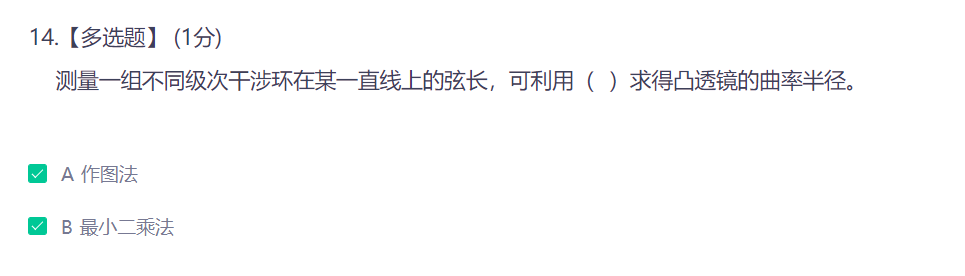 14.【多选题】 (1分)
测量一组不同级次干涉环在某一直线上的弦长，可利用（  ）求得凸透镜的曲率半径。
A 作图法
B 最小二乘法